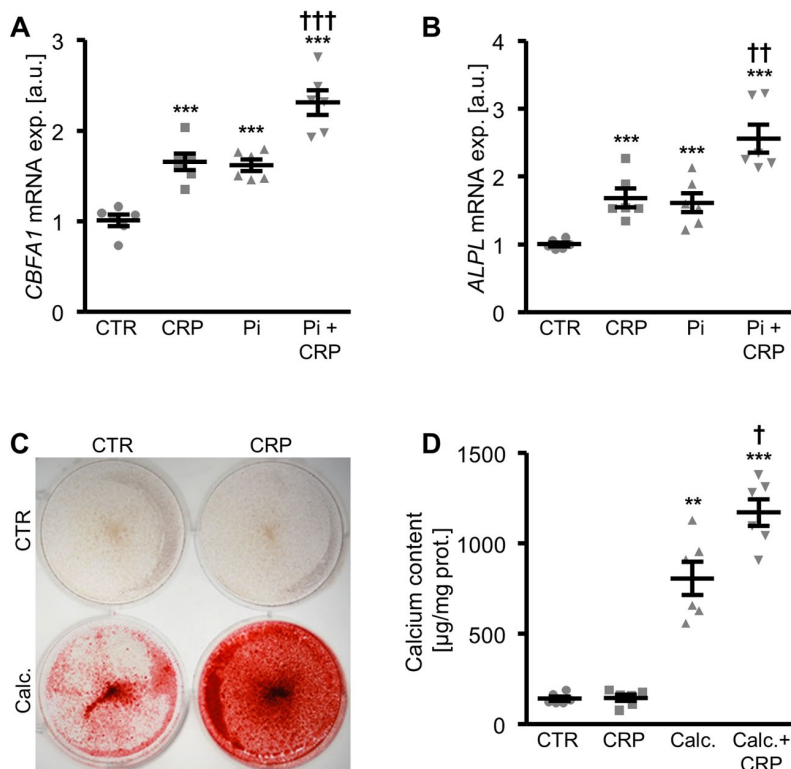 A
CBFA1 mRNA exp. [a.u.]
3
2
1
0
***
***
†††
***
CTR
CRP
Pi
Pi +
CRP
B
ALPL mRNA exp. [a.u.]
4
3
2
1
0
***
***
††
***
CTR
CRP
Pi
Pi +
CRP
C
CTR
CRP
CTR
Calc.
D
Calcium content
[µg/mg prot.]
1500
1000
500
0
**
†
***
CTR
CRP
Calc.
Calc.+
CRP